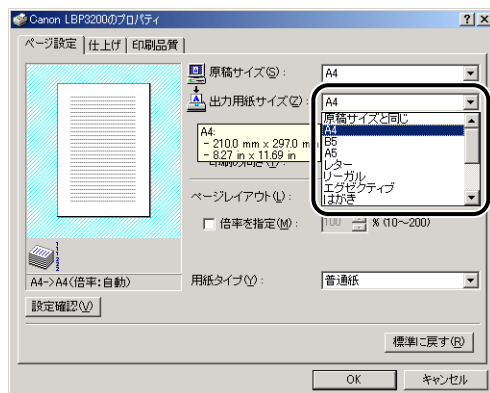 Canon LBP3200のプロパティ
ページ設定 仕上げ 印刷品質
原稿サイズ(S): A4
出力用紙サイズ(Z): A4
原稿サイズと同じ
A4
B5
A5
レター
リーガル
エグゼクティブ
はがき
A4:
- 210.0 mm × 297.0 m
- 8.27 in × 11.69 in
ページレイアウト(L):
倍率を指定(M): 100 % (10～200)
A4->A4(倍率:自動)
用紙タイプ(Y): 普通紙
設定確認(V)
標準に戻す(R)
OK キャンセル